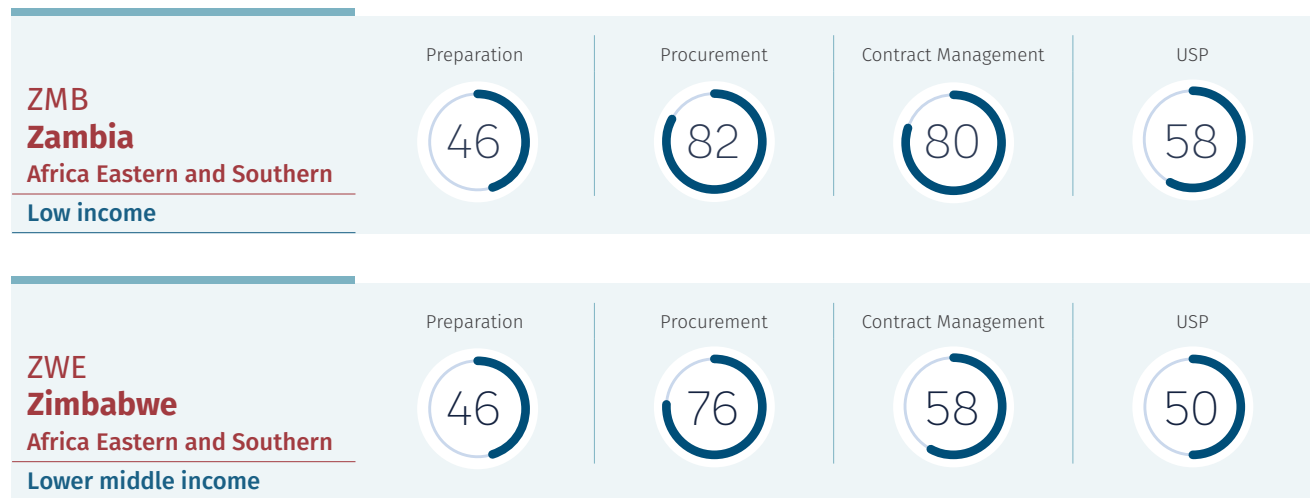 ZMB
Zambia
Africa Eastern and Southern
Low income
Preparation
46
Procurement
82
Contract Management
80
USP
58
ZWE
Zimbabwe
Africa Eastern and Southern
Lower middle income
Preparation
46
Procurement
76
Contract Management
58
USP
50